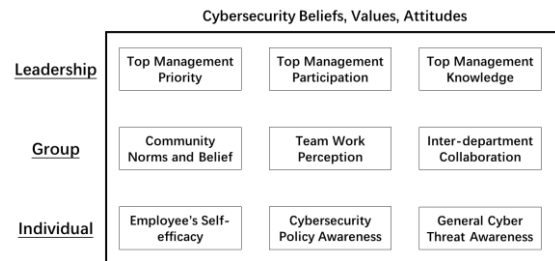 Cybersecurity Beliefs, Values, Attitudes
Leadership
Top Management
Priority
Top Management
Participation
Top Management
Knowledge
Group
Community
Norms and Belief
Team Work
Perception
Inter-department
Collaboration
Individual
Employee's Self-
efficacy
Cybersecurity
Policy Awareness
General Cyber
Threat Awareness